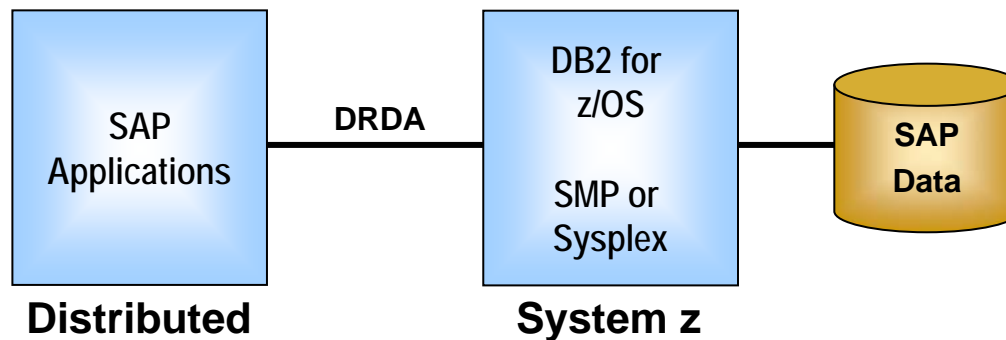 SAP
Applications
DRDA
DB2 for
z/OS
SMP or
Sysplex
SAP
Data
Distributed
System z